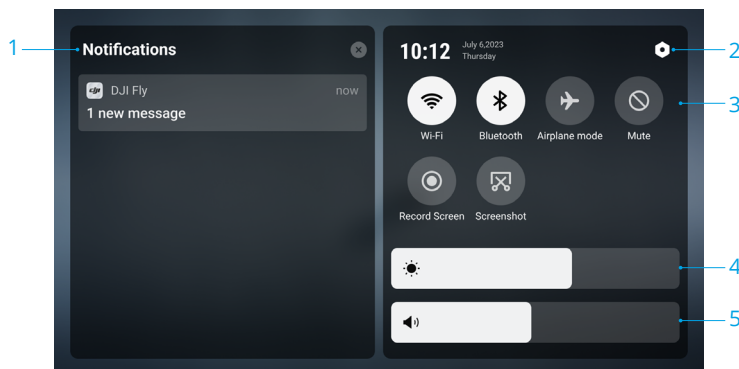 1
Notifications
DJI Fly
now
1 new message
10:12
July 6,2023
Thursday
2
Wi-Fi
Bluetooth
Airplane mode
Mute
3
Record Screen
Screenshot
4
5